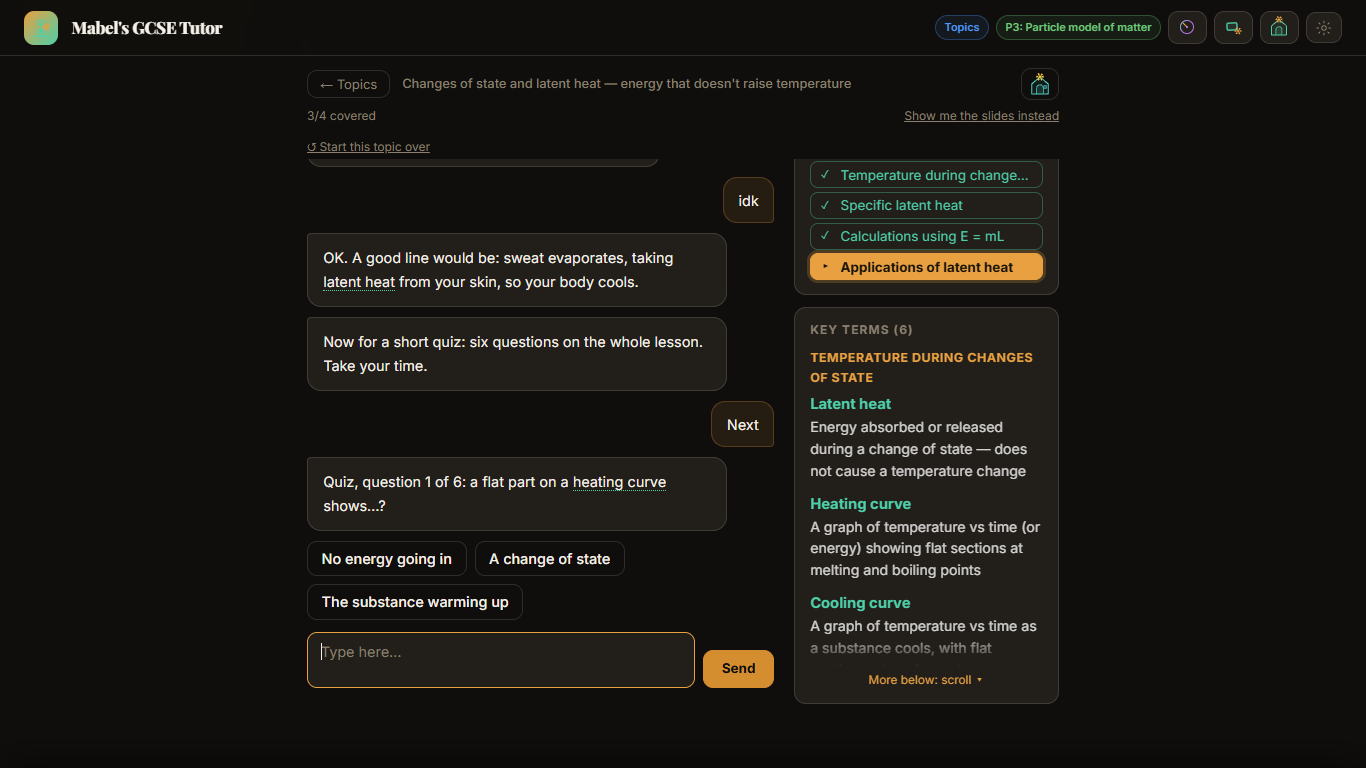 Mabel's GCSE Tutor
Topics
P3: Particle model of matter
← Topics
Changes of state and latent heat — energy that doesn't raise temperature
3/4 covered
Show me the slides instead
↺ Start this topic over
idk
OK. A good line would be: sweat evaporates, taking
latent heat from your skin, so your body cools.
Now for a short quiz: six questions on the whole lesson.
Take your time.
Next
Quiz, question 1 of 6: a flat part on a heating curve
shows...?
No energy going in
A change of state
The substance warming up
Type here...
Send
✓ Temperature during change...
✓ Specific latent heat
✓ Calculations using E = mL
▸ Applications of latent heat
KEY TERMS (6)
TEMPERATURE DURING CHANGES
OF STATE
Latent heat
Energy absorbed or released
during a change of state — does
not cause a temperature change
Heating curve
A graph of temperature vs time (or
energy) showing flat sections at
melting and boiling points
Cooling curve
A graph of temperature vs time as
a substance cools, with flat
More below: scroll ▾